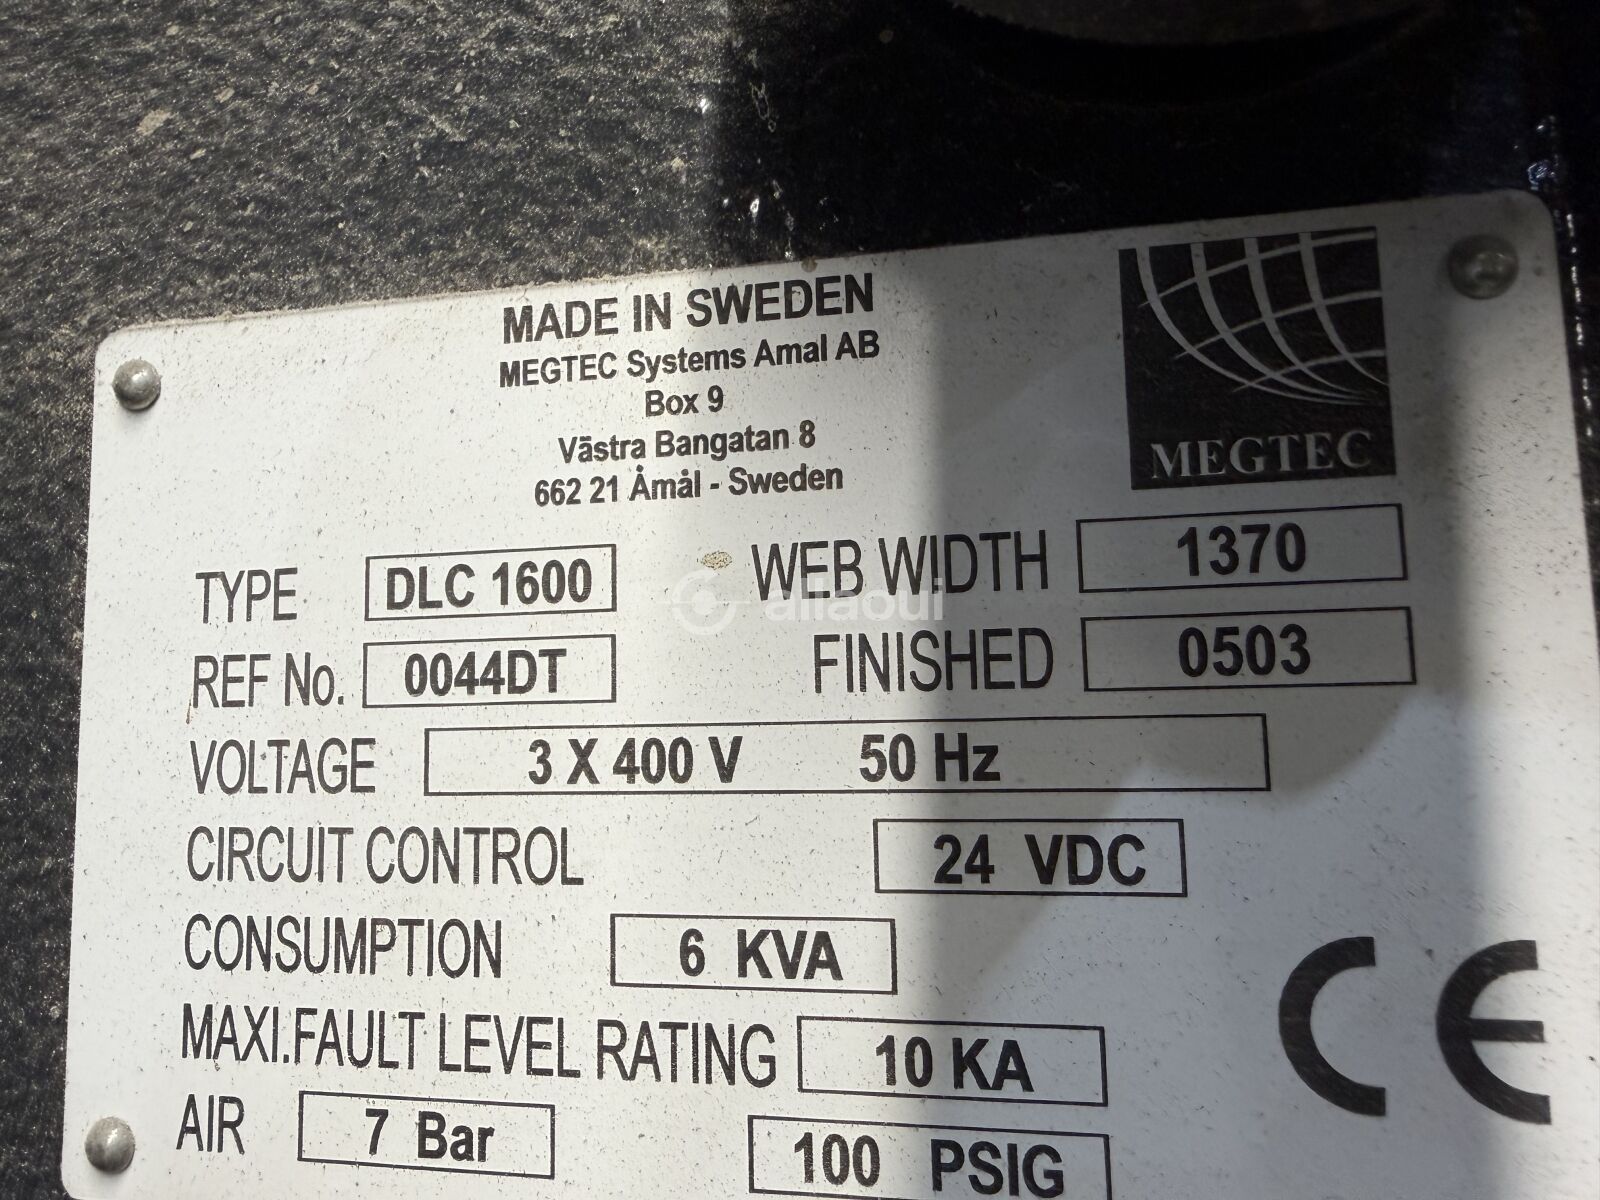 MADE IN SWEDEN
MEGTEC Systems Amal AB
Box 9
Västra Bangatan 8
662 21 Åmål - Sweden
MEGTEC
TYPE DLC 1600 WEB WIDTH 1370
allaoui
REF No. 0044DT FINISHED 0503
VOLTAGE 3 X 400 V 50 Hz
CIRCUIT CONTROL 24 VDC
CONSUMPTION 6 KVA
MAXI.FAULT LEVEL RATING 10 KA
CE
AIR 7 Bar 100 PSIG